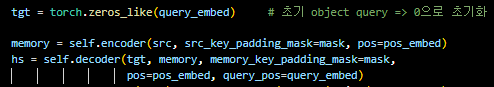 tgt = torch.zeros_like(query_embed)     # 초기 object query => 0으로 초기화
memory = self.encoder(src, src_key_padding_mask=mask, pos=pos_embed)
hs = self.decoder(tgt, memory, memory_key_padding_mask=mask,
pos=pos_embed, query_pos=query_embed)